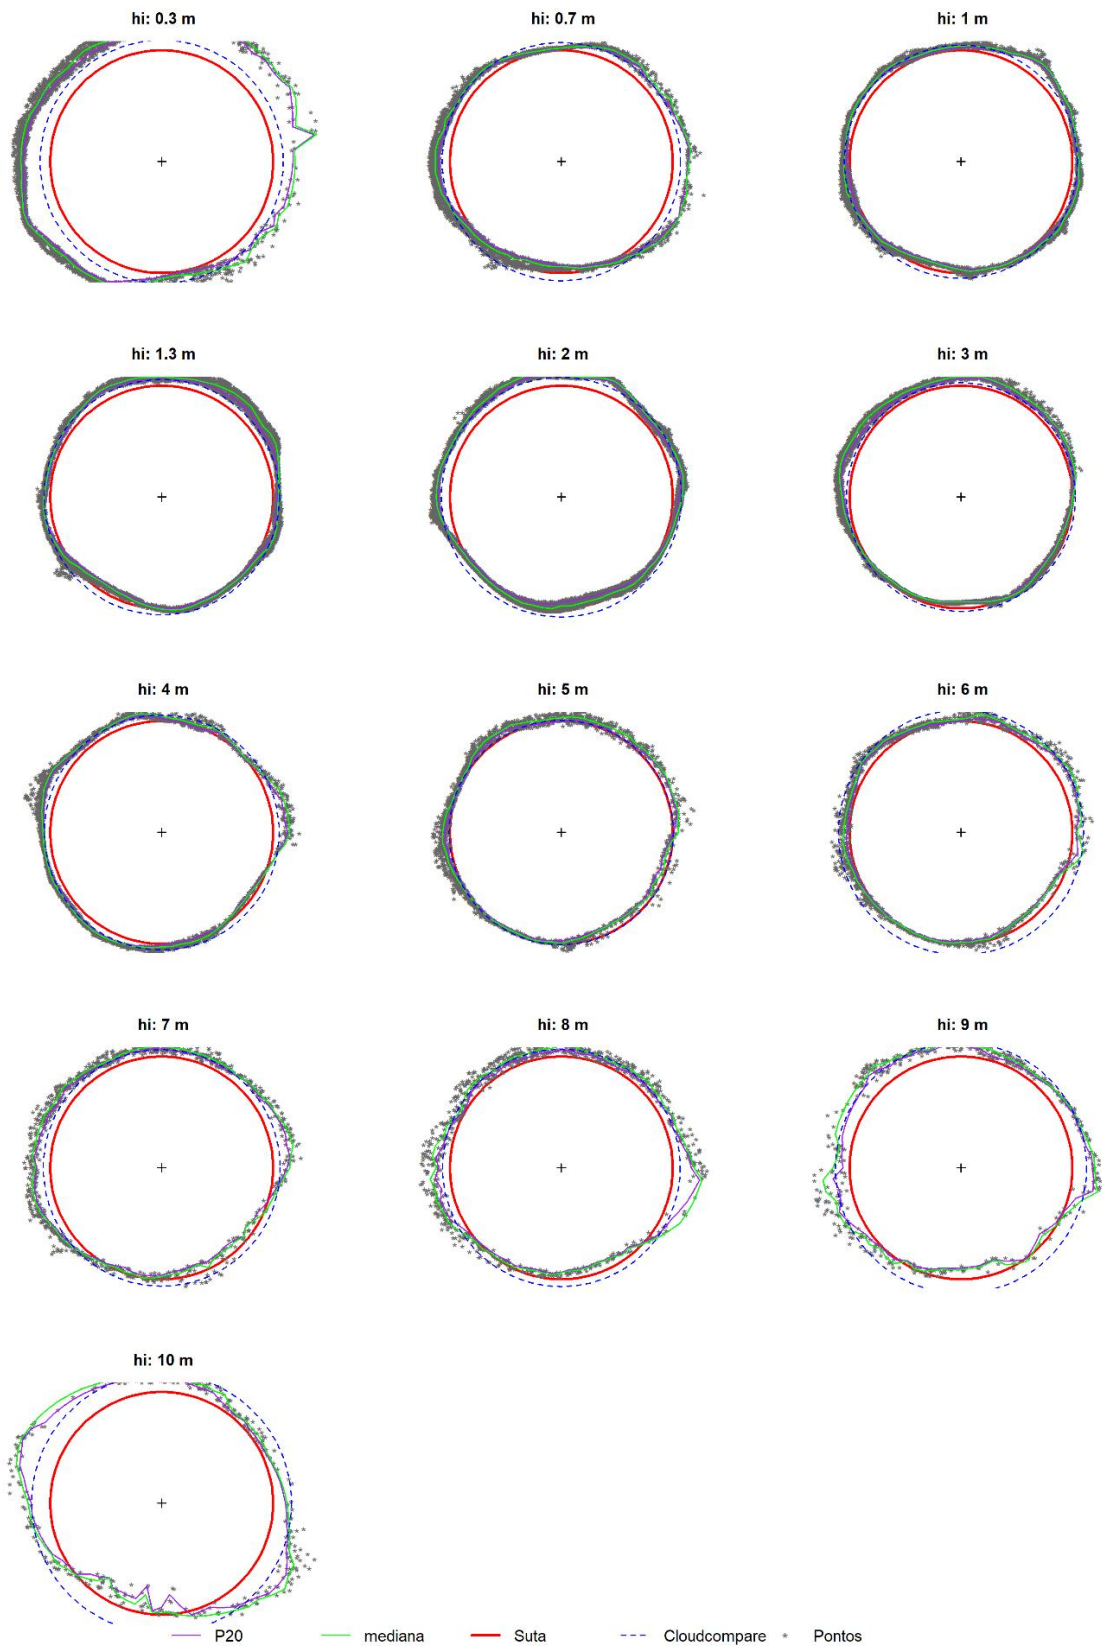 hi: 0.3 m
hi: 0.7 m
hi: 1 m
hi: 1.3 m
hi: 2 m
hi: 3 m
hi: 4 m
hi: 5 m
hi: 6 m
hi: 7 m
hi: 8 m
hi: 9 m
hi: 10 m
P20 mediana Suta Cloudcompare Pontos